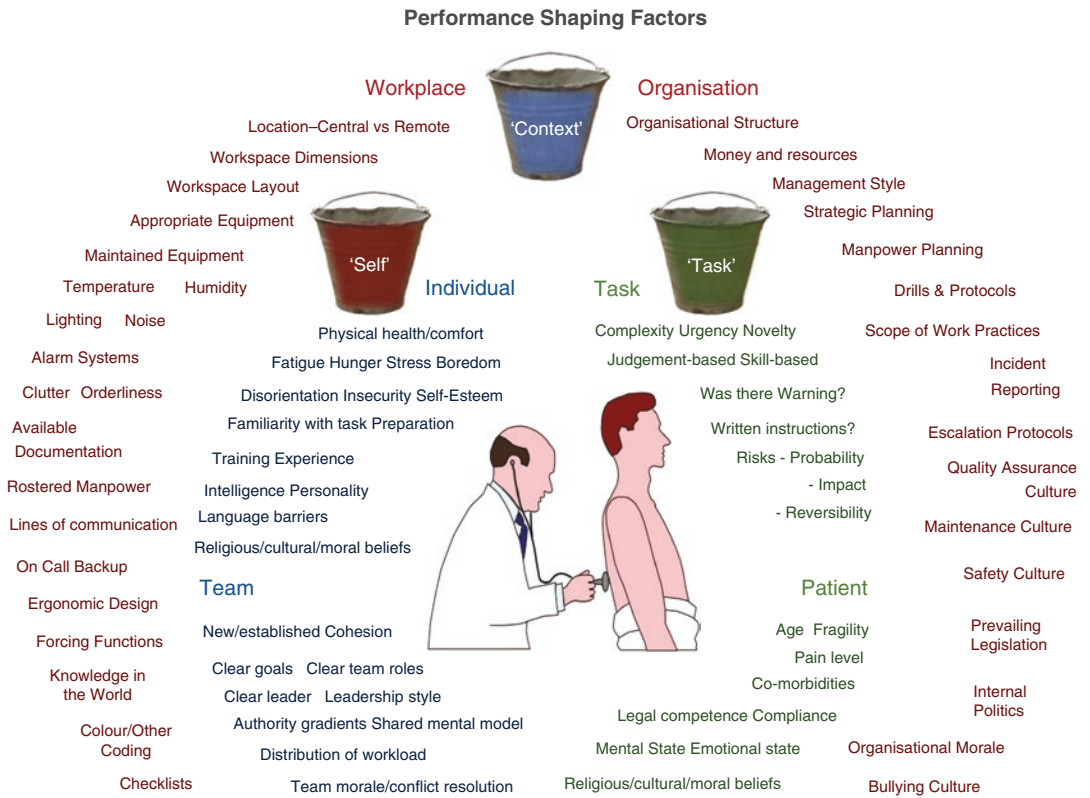 Performance Shaping Factors
Workplace
Location–Central vs Remote
Workspace Dimensions
Workspace Layout
Appropriate Equipment
Maintained Equipment
Temperature Humidity
Lighting Noise
Alarm Systems
Clutter Orderliness
Available
Documentation
Rostered Manpower
Lines of communication
On Call Backup
Ergonomic Design
Forcing Functions
Knowledge in
the World
Colour/Other
Coding
Checklists
'Context'
Organisation
Organisational Structure
Money and resources
Management Style
Strategic Planning
Manpower Planning
Drills & Protocols
Scope of Work Practices
Incident
Reporting
Escalation Protocols
Quality Assurance
Culture
Maintenance Culture
Safety Culture
Prevailing
Legislation
Internal
Politics
Organisational Morale
Bullying Culture
'Self'
Individual
Physical health/comfort
Fatigue Hunger Stress Boredom
Disorientation Insecurity Self-Esteem
Familiarity with task Preparation
Training Experience
Intelligence Personality
Language barriers
Religious/cultural/moral beliefs
Team
New/established Cohesion
Clear goals Clear team roles
Clear leader Leadership style
Authority gradients Shared mental model
Distribution of workload
Team morale/conflict resolution
'Task'
Task
Complexity Urgency Novelty
Judgement-based Skill-based
Was there Warning?
Written instructions?
Risks - Probability
- Impact
- Reversibility
Patient
Age Fragility
Pain level
Co-morbidities
Legal competence Compliance
Mental State Emotional state
Religious/cultural/moral beliefs